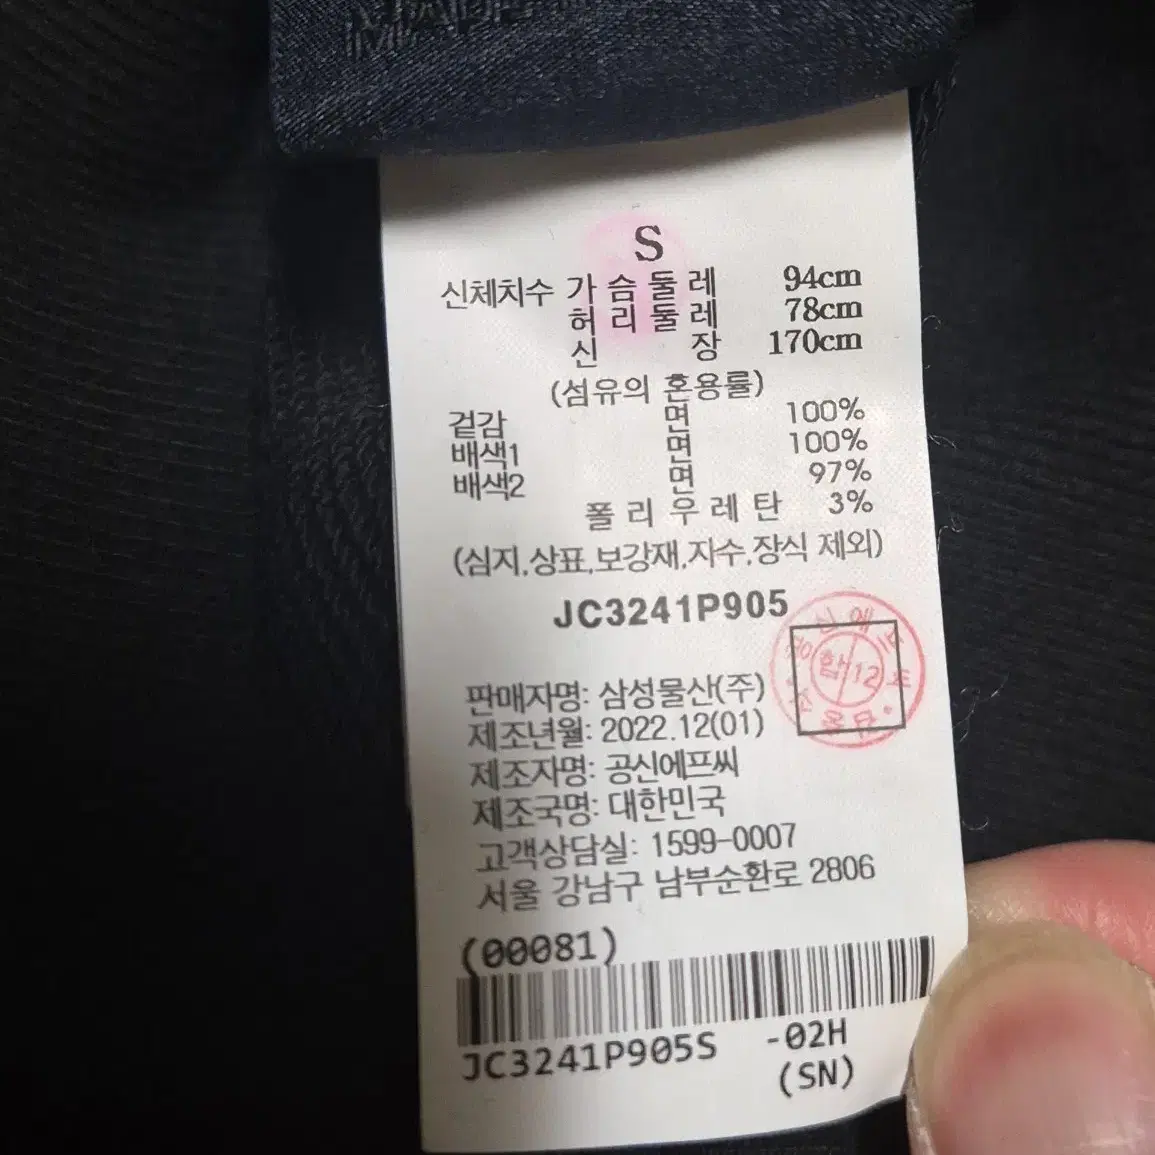 S
신체치수 가슴둘레 94cm
허리둘레 78cm
신장 170cm
(섬유의 혼용률)
겉감 면 100%
배색1 면 100%
배색2 면 97%
폴리우레탄 3%
(심지,상표,보강재,자수,장식 제외)
JC3241P905
합 12
판매자명: 삼성물산(주)
제조년월: 2022.12(01)
제조자명: 공신에프씨
제조국명: 대한민국
고객상담실: 1599-0007
서울 강남구 남부순환로 2806
(00081)
JC3241P905S -02H
(SN)